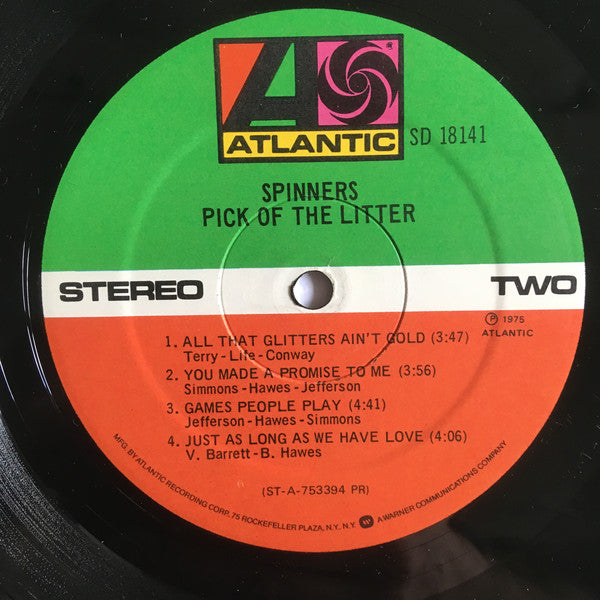 ATLANTIC
SD 18141
SPINNERS
PICK OF THE LITTER
STEREO
TWO
Ⓟ 1975
ATLANTIC
1. ALL THAT GLITTERS AIN'T GOLD (3:47)
Terry-Life-Conway
2. YOU MADE A PROMISE TO ME (3:56)
Simmons-Hawes-Jefferson
3. GAMES PEOPLE PLAY (4:41)
Jefferson-Hawes-Simmons
4. JUST AS LONG AS WE HAVE LOVE (4:06)
V. Barrett-B. Hawes
(ST-A-753394 PR)
MFG. BY ATLANTIC RECORDING CORP. 75 ROCKEFELLER PLAZA, N.Y., N.Y. W A WARNER COMMUNICATIONS COMPANY